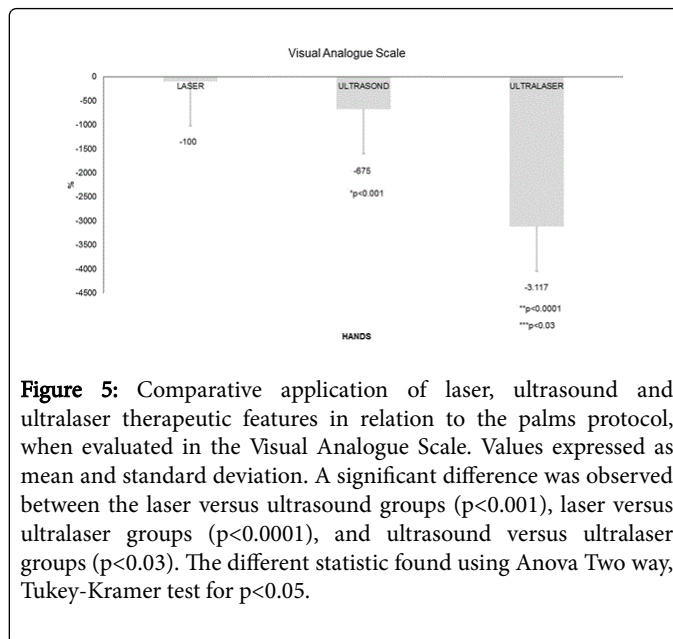 Visual Analogue Scale
0
-500
-1000
-1500
-2000
-2500
-3000
-3500
-4000
-4500
%
LASER
ULTRASOND
ULTRALASER
-100
-675
*p<0.001
-3.117
**p<0.0001
***p<0.03
HANDS
Figure 5: Comparative application of laser, ultrasound and
ultralaser therapeutic features in relation to the palms protocol,
when evaluated in the Visual Analogue Scale. Values expressed as
mean and standard deviation. A significant difference was observed
between the laser versus ultrasound groups (p<0.001), laser versus
ultralaser groups (p<0.0001), and ultrasound versus ultralaser
groups (p<0.03). The different statistic found using Anova Two way,
Tukey-Kramer test for p<0.05.